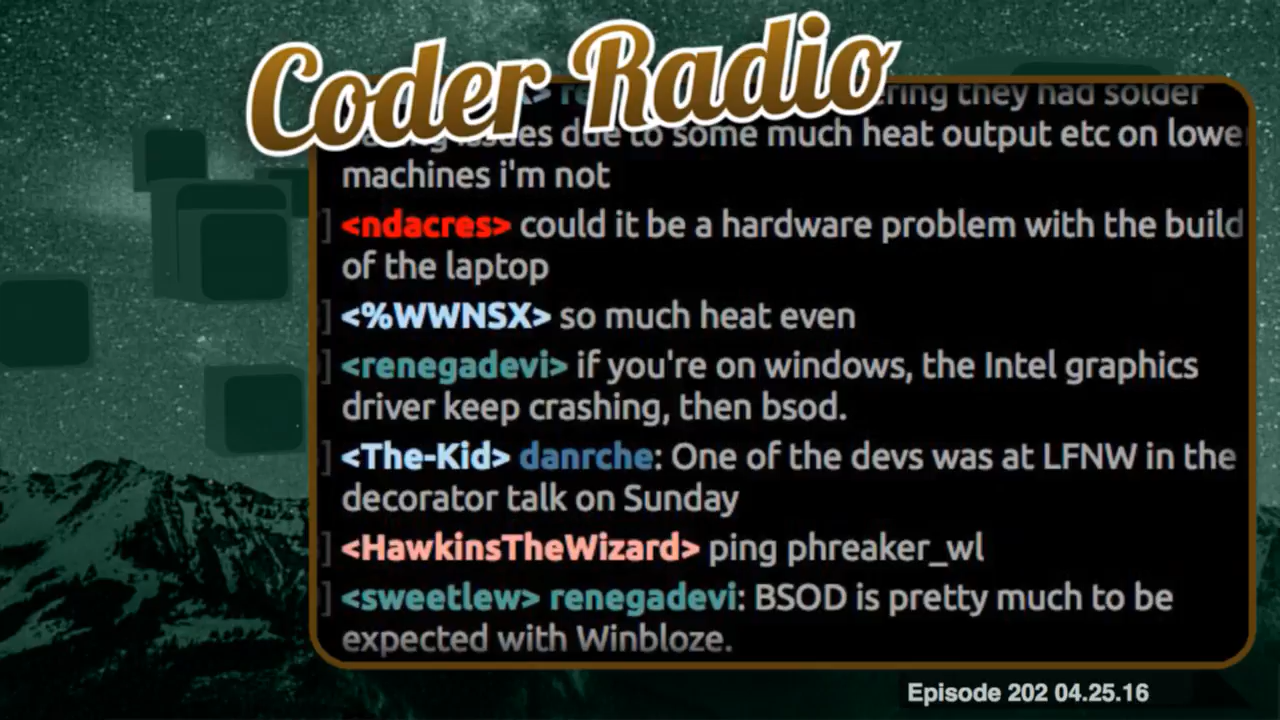 Coder Radio
they had solder
issues due to some much heat output etc on lower
machines i'm not
] <ndacres> could it be a hardware problem with the build
of the laptop
] <%WWNSX> so much heat even
] <renegadevi> if you're on windows, the Intel graphics
driver keep crashing, then bsod.
] <The-Kid> danrche: One of the devs was at LFNW in the
decorator talk on Sunday
] <HawkinsTheWizard> ping phreaker_wl
] <sweetlew> renegadevi: BSOD is pretty much to be
expected with Winbloze.
Episode 202 04.25.16